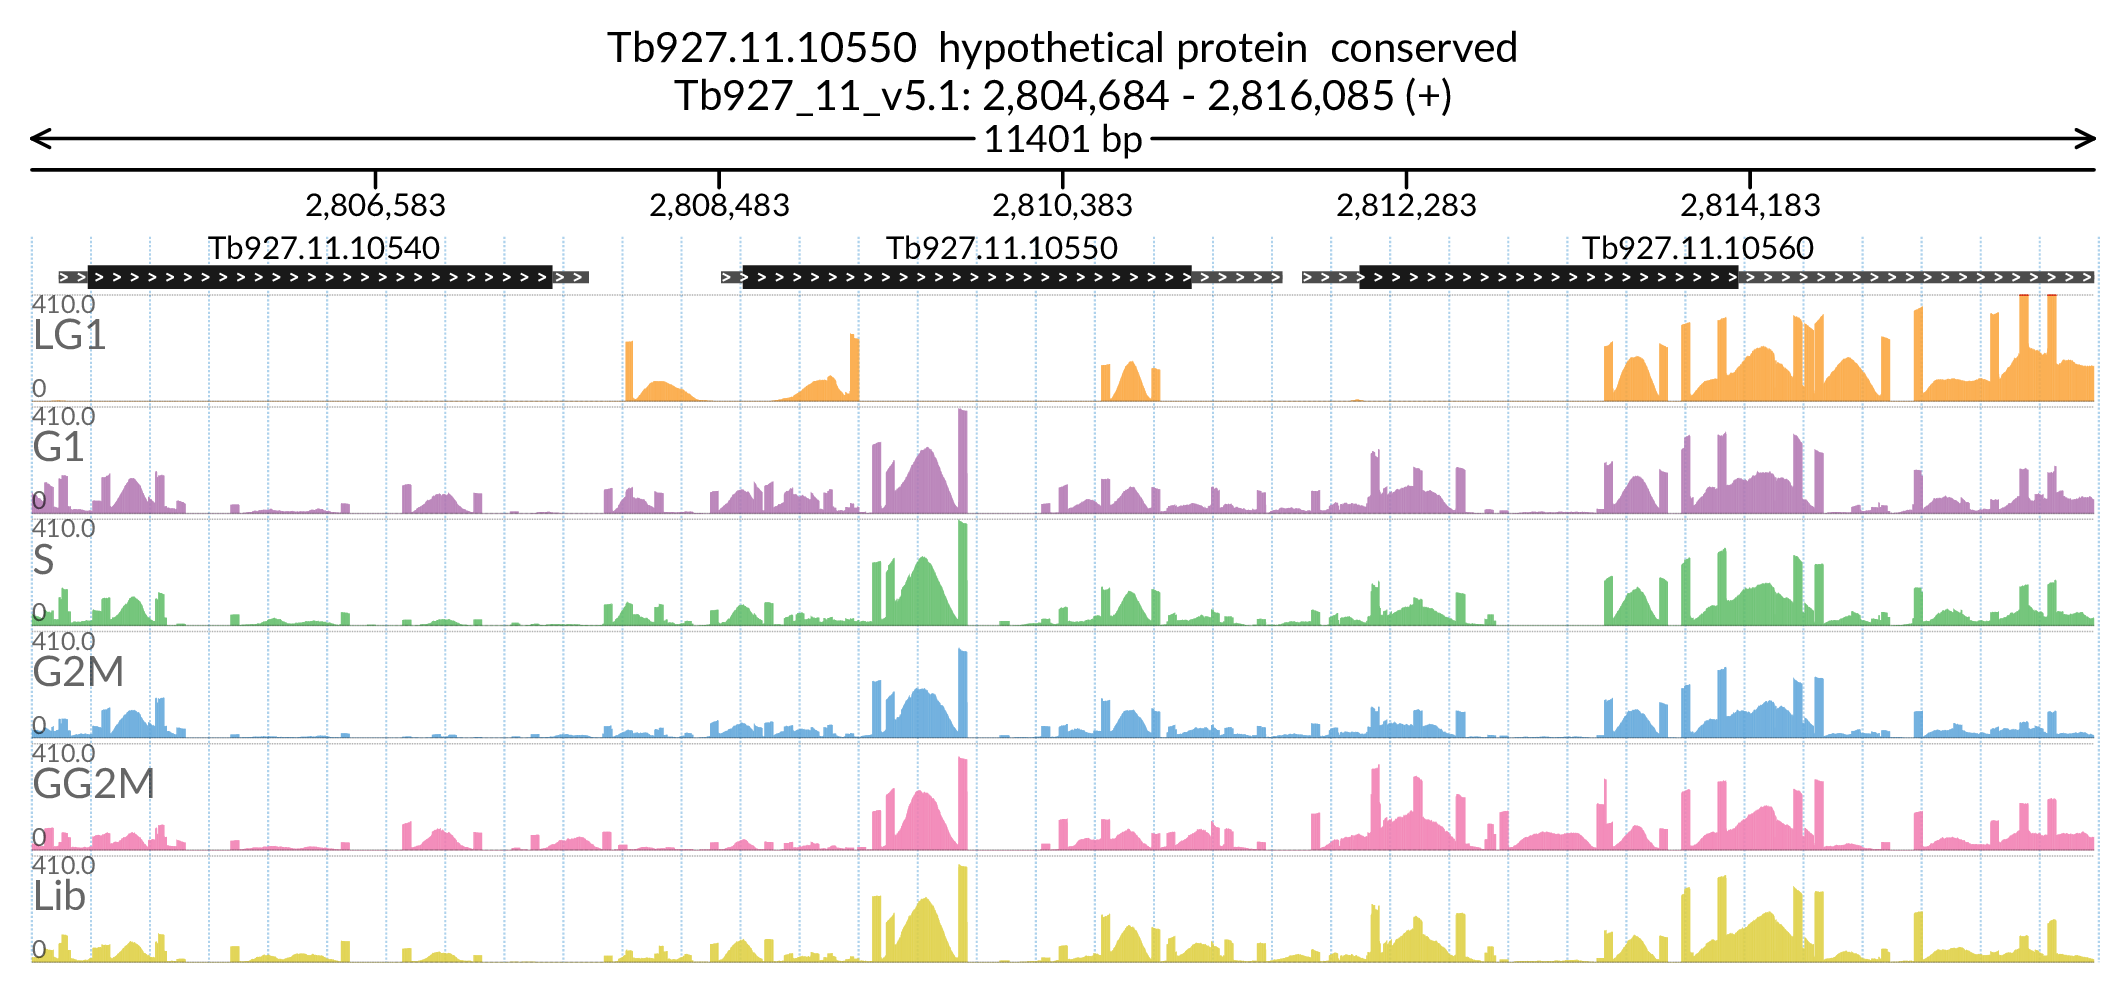 Tb927.11.10550 hypothetical protein conserved
Tb927_11_v5.1: 2,804,684 - 2,816,085 (+)
11401 bp
2,806,583 2,808,483 2,810,383 2,812,283 2,814,183
Tb927.11.10540 Tb927.11.10550 Tb927.11.10560
410.0
LG1
0
410.0
G1
0
410.0
S
0
410.0
G2M
0
410.0
GG2M
0
410.0
Lib
0